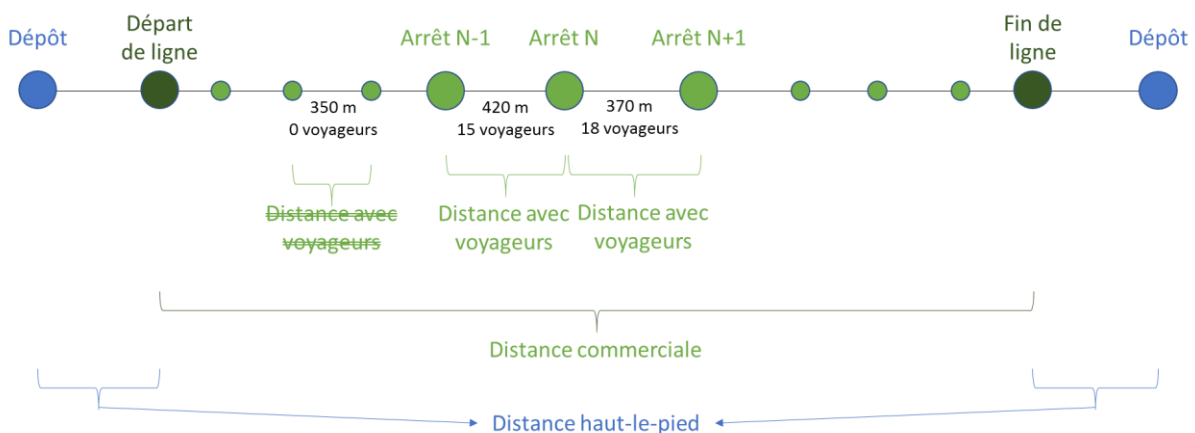 Dépôt
Départ
de ligne
Arrêt N-1
Arrêt N
Arrêt N+1
Fin de
ligne
Dépôt
350 m
0 voyageurs
420 m
15 voyageurs
370 m
18 voyageurs
Distance avec
voyageurs
Distance avec
voyageurs
Distance avec
voyageurs
Distance commerciale
Distance haut-le-pied